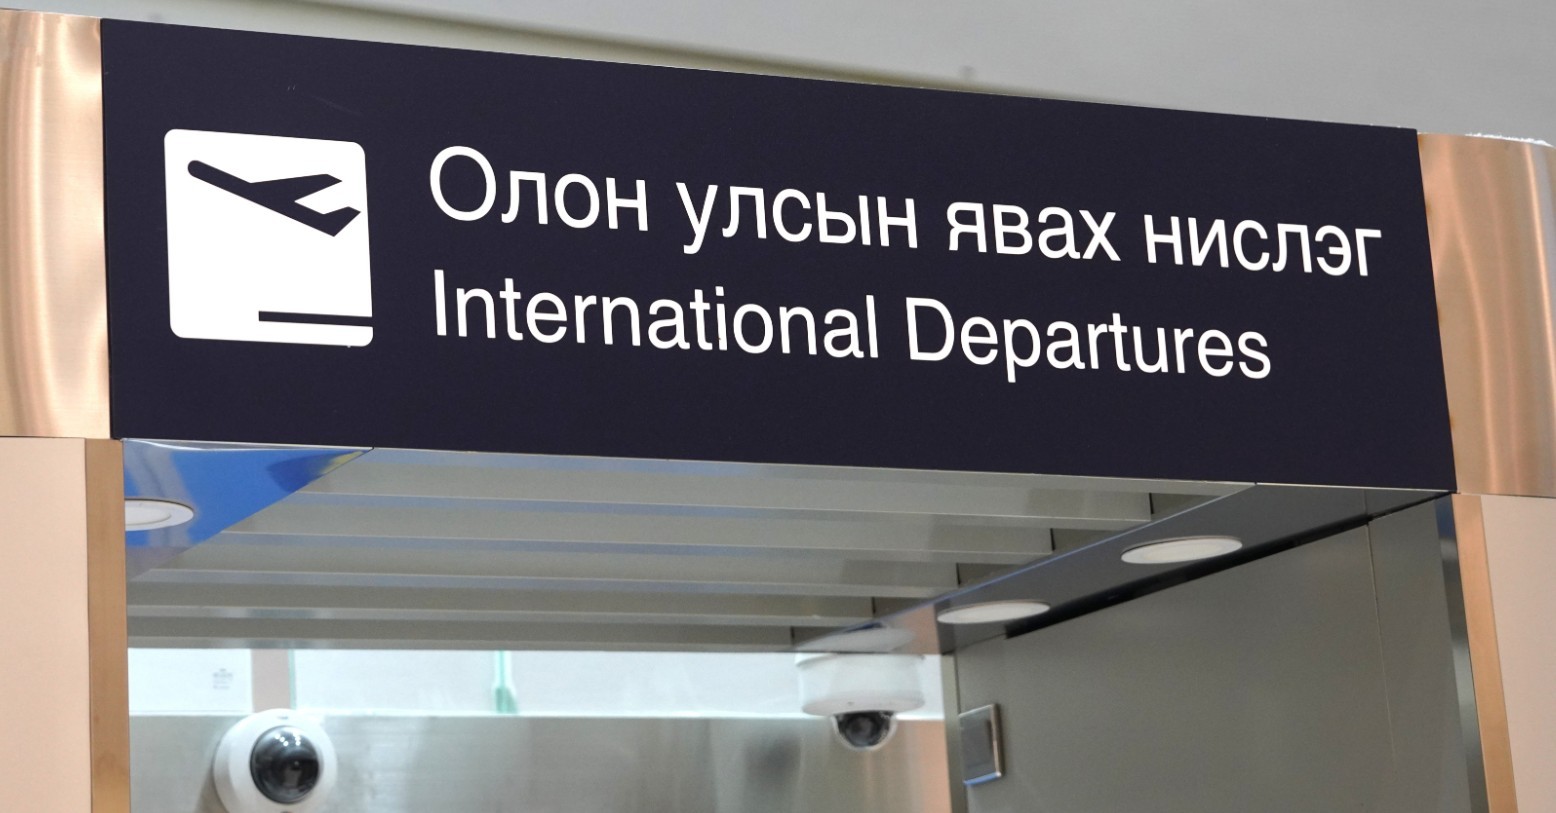 Олон улсын явах нислэг
International Departures